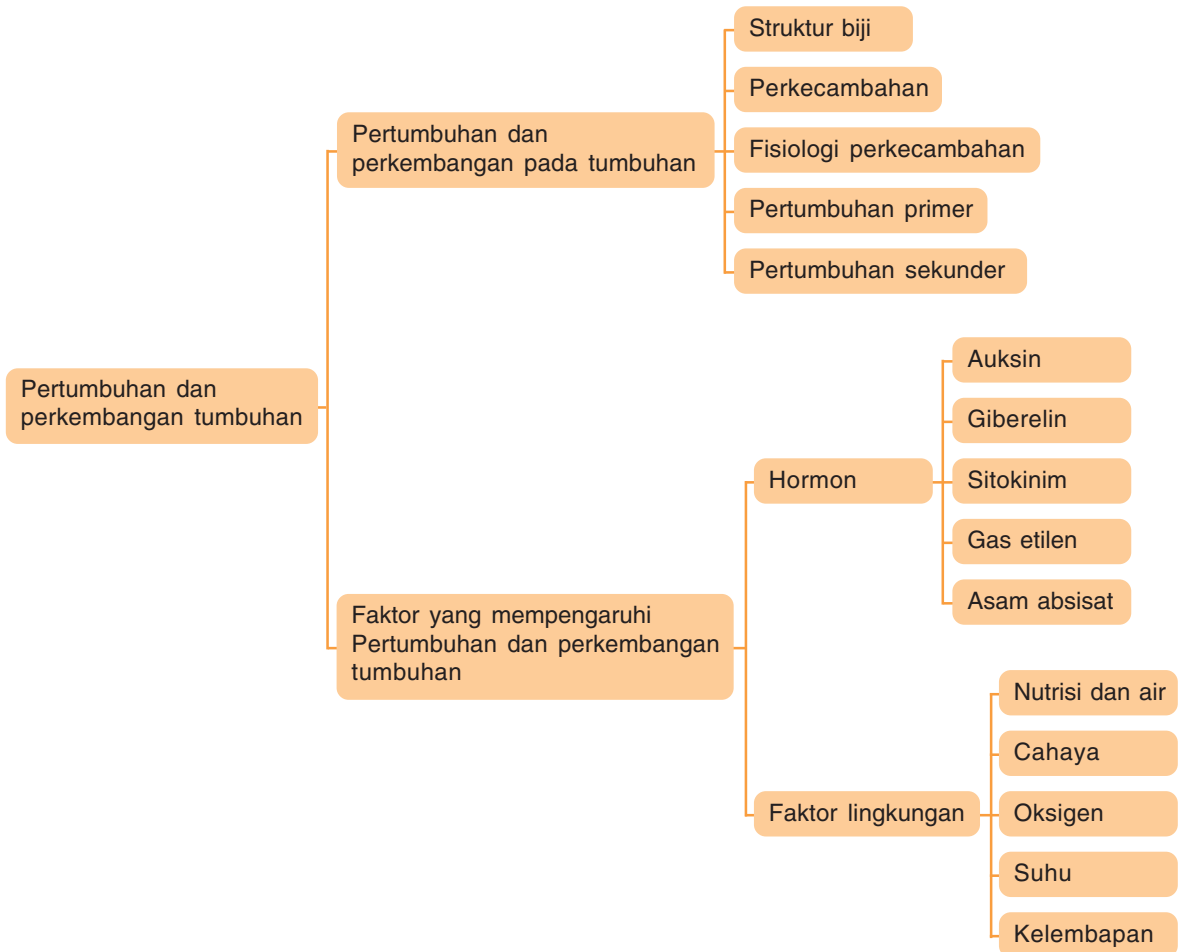 Pertumbuhan dan
perkembangan tumbuhan
Pertumbuhan dan
perkembangan pada tumbuhan
Struktur biji
Perkecambahan
Fisiologi perkecambahan
Pertumbuhan primer
Pertumbuhan sekunder
Faktor yang mempengaruhi
Pertumbuhan dan perkembangan
tumbuhan
Hormon
Auksin
Giberelin
Sitokinim
Gas etilen
Asam absisat
Faktor lingkungan
Nutrisi dan air
Cahaya
Oksigen
Suhu
Kelembapan